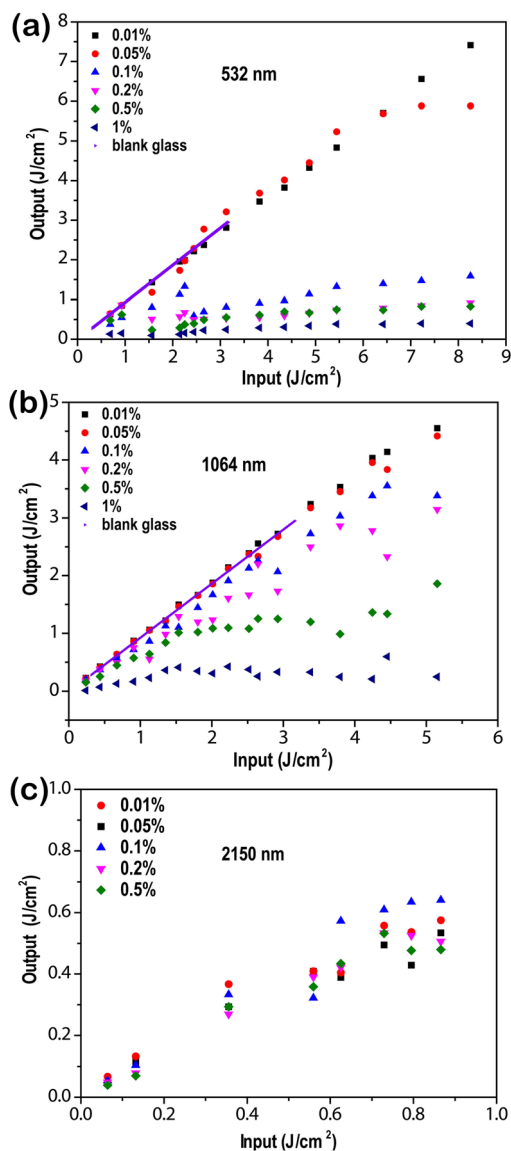 (a)
8
7
6
5
4
3
2
1
0
Output (J/cm²)
0.01%
0.05%
0.1%
0.2%
0.5%
1%
blank glass
532 nm
0 1 2 3 4 5 6 7 8 9
Input (J/cm²)
(b)
5
4
3
2
1
0
Output (J/cm²)
0.01%
0.05%
0.1%
0.2%
0.5%
1%
blank glass
1064 nm
0 1 2 3 4 5 6
Input (J/cm²)
(c)
1.0
0.8
0.6
0.4
0.2
0.0
Output (J/cm²)
0.01%
0.05%
0.1%
0.2%
0.5%
2150 nm
0.0 0.2 0.4 0.6 0.8 1.0
Input (J/cm²)